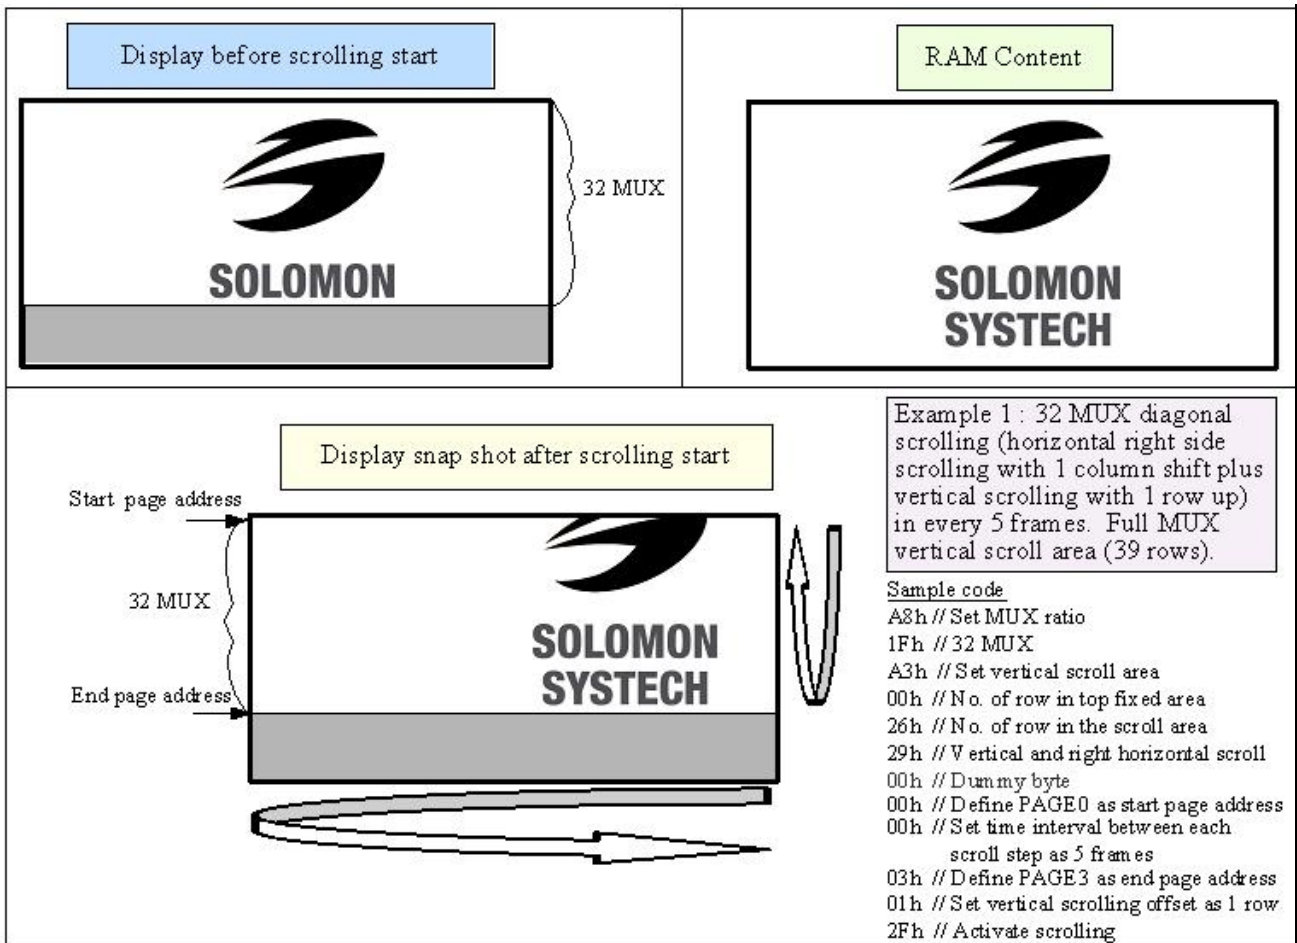 Display before scrolling start
32 MUX
SOLOMON
RAM Content
SOLOMON
SYSTECH
Display snap shot after scrolling start
Start page address
32 MUX
End page address
SOLOMON
SYSTECH
Example 1 : 32 MUX diagonal
scrolling (horizontal right side
scrolling with 1 column shift plus
vertical scrolling with 1 row up)
in every 5 frames. Full MUX
vertical scroll area (39 rows).
Sample code
A8h // Set MUX ratio
1Fh // 32 MUX
A3h // Set vertical scroll area
00h // No. of row in top fixed area
26h // No. of row in the scroll area
29h // Vertical and right horizontal scroll
00h // Dummy byte
00h // Define PAGE0 as start page address
00h // Set time interval between each
scroll step as 5 frames
03h // Define PAGE3 as end page address
01h // Set vertical scrolling offset as 1 row
2Fh // Activate scrolling